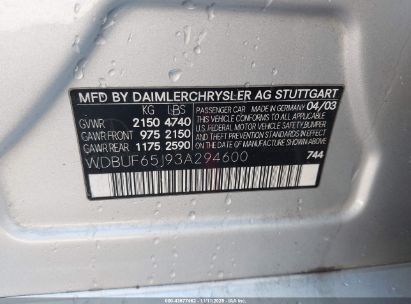 MFD BY DAIMLERCHRYSLER AG STUTTGART
KG LBS PASSENGER CAR MADE IN GERMANY 04/03
GVWR 2150 4740 THIS VEHICLE CONFORMS TO ALL APPLICABLE
GAWR FRONT 975 2150 U.S. FEDERAL MOTOR VEHICLE SAFETY, BUMPER
GAWR REAR 1175 2590 AND THEFT PREVENTION STANDARDS IN EFFECT
ON THE DATE OF MANUFACTURE SHOWN ABOVE.
WDBUF65J93A294600 744